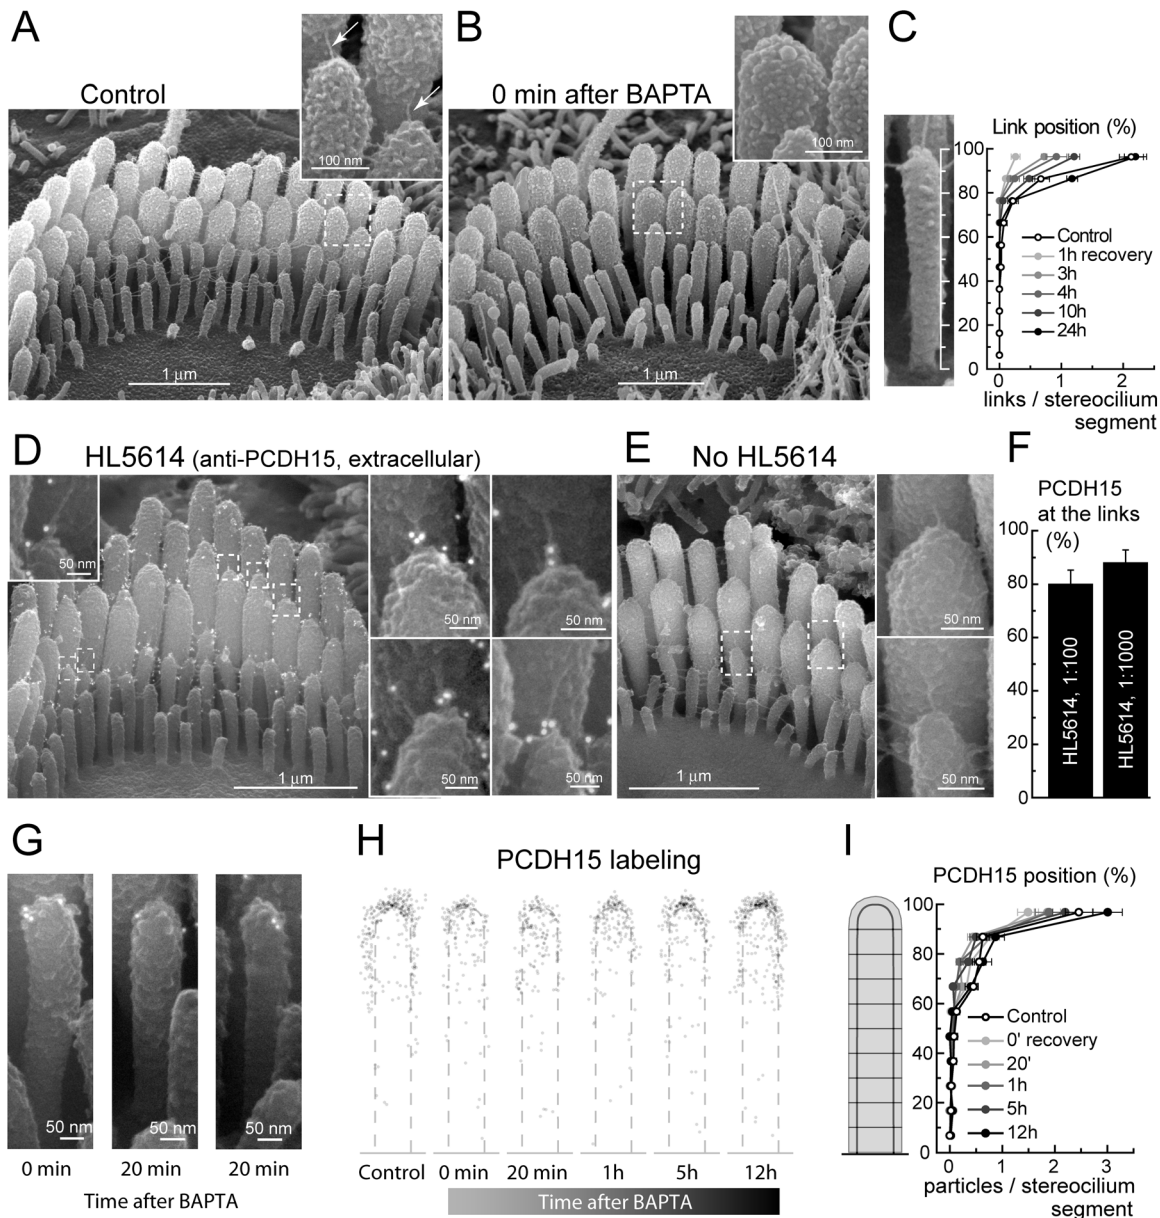 A
Control
100 nm
1 µm
B
0 min after BAPTA
100 nm
1 µm
C
Link position (%)
100
80
60
40
20
0
Control
1h recovery
3h
4h
10h
24h
0
1
2
links / stereocilium
segment
D
HL5614 (anti-PCDH15, extracellular)
50 nm
1 µm
50 nm
50 nm
50 nm
50 nm
E
No HL5614
1 µm
50 nm
50 nm
F
PCDH15
at the links
(%)
100
80
60
40
20
0
HL5614, 1:100
HL5614, 1:1000
G
50 nm
50 nm
50 nm
0 min
20 min
20 min
Time after BAPTA
H
PCDH15 labeling
Control
0 min
20 min
1h
5h
12h
Time after BAPTA
I
PCDH15 position (%)
100
80
60
40
20
0
Control
0' recovery
20'
1h
5h
12h
0
1
2
3
particles / stereocilium
segment